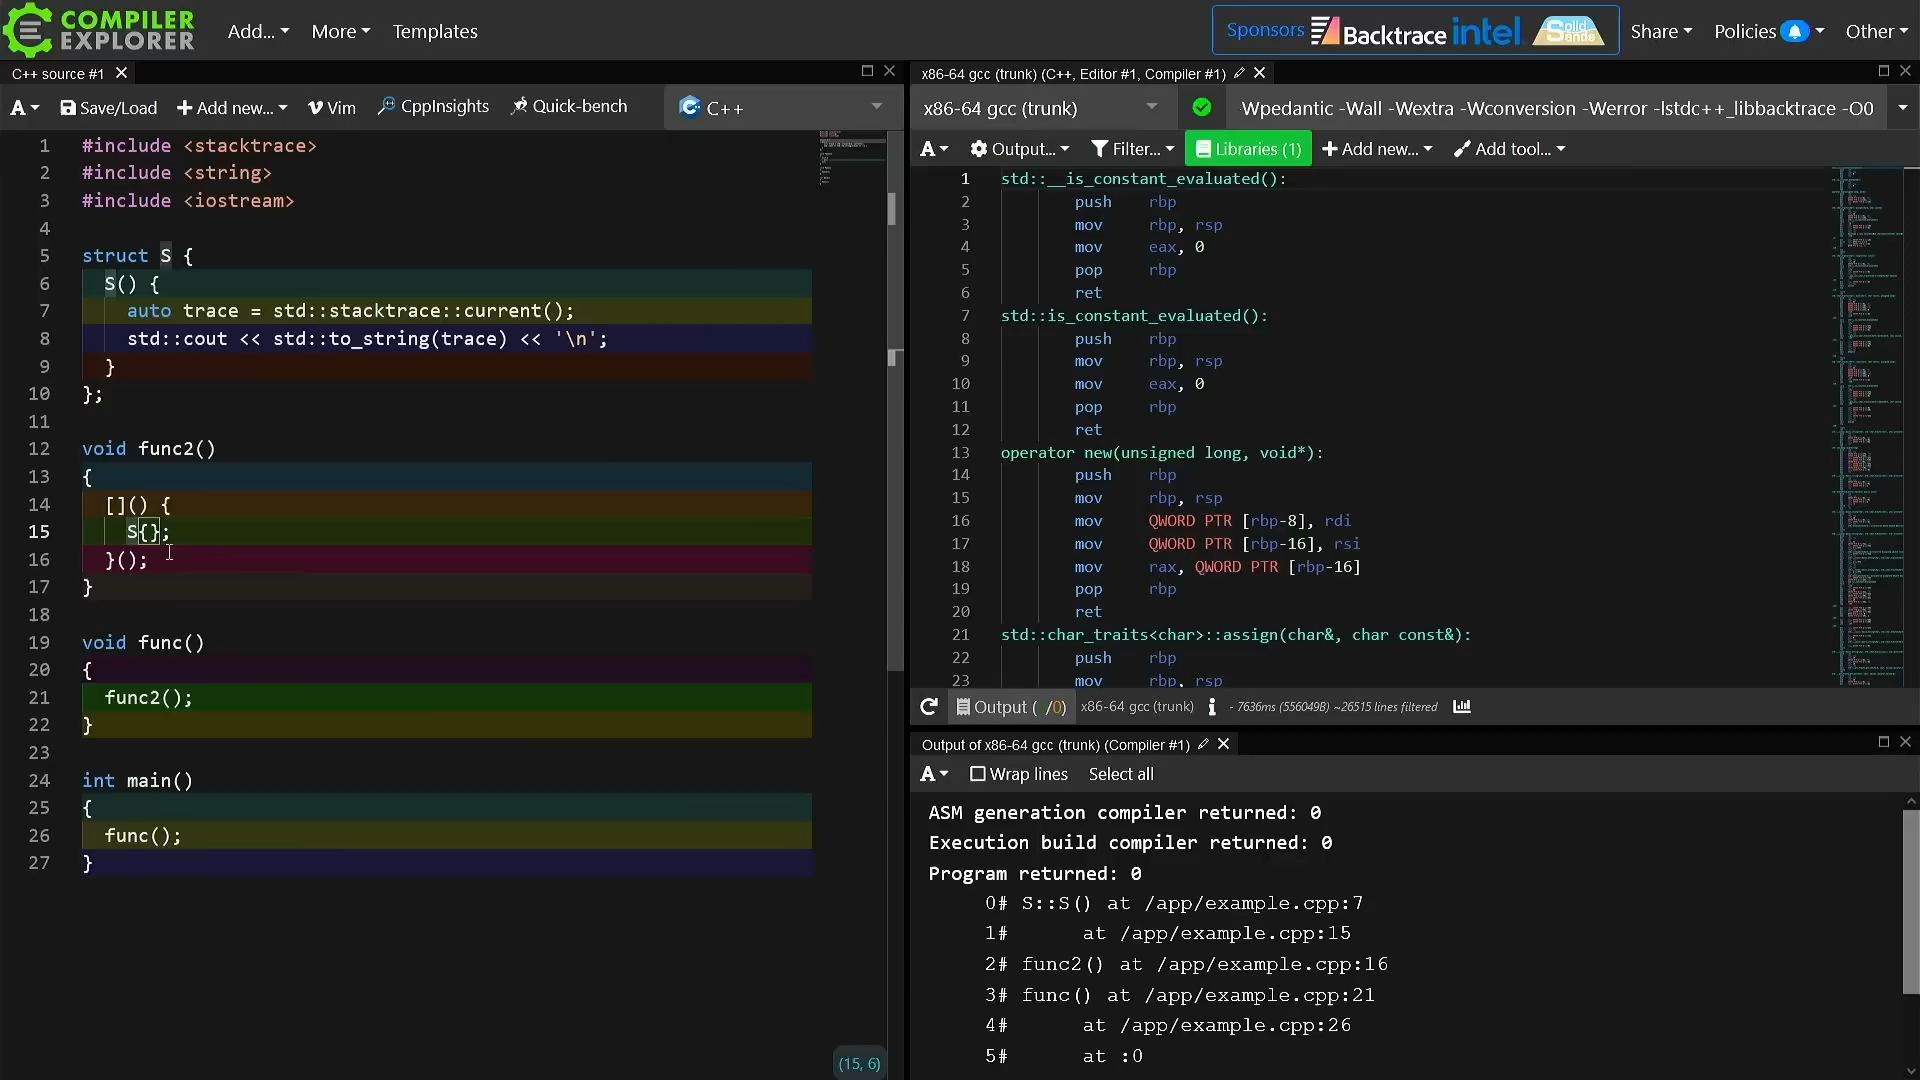 COMPILER
EXPLORER
Add...
More
Templates
Sponsors Backtrace intel Solid Sands
Share
Policies
Other
C++ source #1
A
Save/Load
Add new...
Vim
CppInsights
Quick-bench
C++
1 #include <stacktrace>
2 #include <string>
3 #include <iostream>
4
5 struct S {
6 S() {
7 auto trace = std::stacktrace::current();
8 std::cout << std::to_string(trace) << '\n';
9 }
10 };
11
12 void func2()
13 {
14 []() {
15 S{};
16 }();
17 }
18
19 void func()
20 {
21 func2();
22 }
23
24 int main()
25 {
26 func();
27 }
(15, 6)
x86-64 gcc (trunk) (C++, Editor #1, Compiler #1)
x86-64 gcc (trunk)
-Wpedantic -Wall -Wextra -Wconversion -Werror -lstdc++_libbacktrace -O0
A
Output...
Filter...
Libraries (1)
Add new...
Add tool...
1 std::__is_constant_evaluated():
2 push rbp
3 mov rbp, rsp
4 mov eax, 0
5 pop rbp
6 ret
7 std::is_constant_evaluated():
8 push rbp
9 mov rbp, rsp
10 mov eax, 0
11 pop rbp
12 ret
13 operator new(unsigned long, void*):
14 push rbp
15 mov rbp, rsp
16 mov QWORD PTR [rbp-8], rdi
17 mov QWORD PTR [rbp-16], rsi
18 mov rax, QWORD PTR [rbp-16]
19 pop rbp
20 ret
21 std::char_traits<char>::assign(char&, char const&):
22 push rbp
23 mov rbp, rsp
Output ( /0) x86-64 gcc (trunk) - 7636ms (556049B) ~26515 lines filtered
Output of x86-64 gcc (trunk) (Compiler #1)
A
Wrap lines
Select all
ASM generation compiler returned: 0
Execution build compiler returned: 0
Program returned: 0
0# S::S() at /app/example.cpp:7
1# at /app/example.cpp:15
2# func2() at /app/example.cpp:16
3# func() at /app/example.cpp:21
4# at /app/example.cpp:26
5# at :0